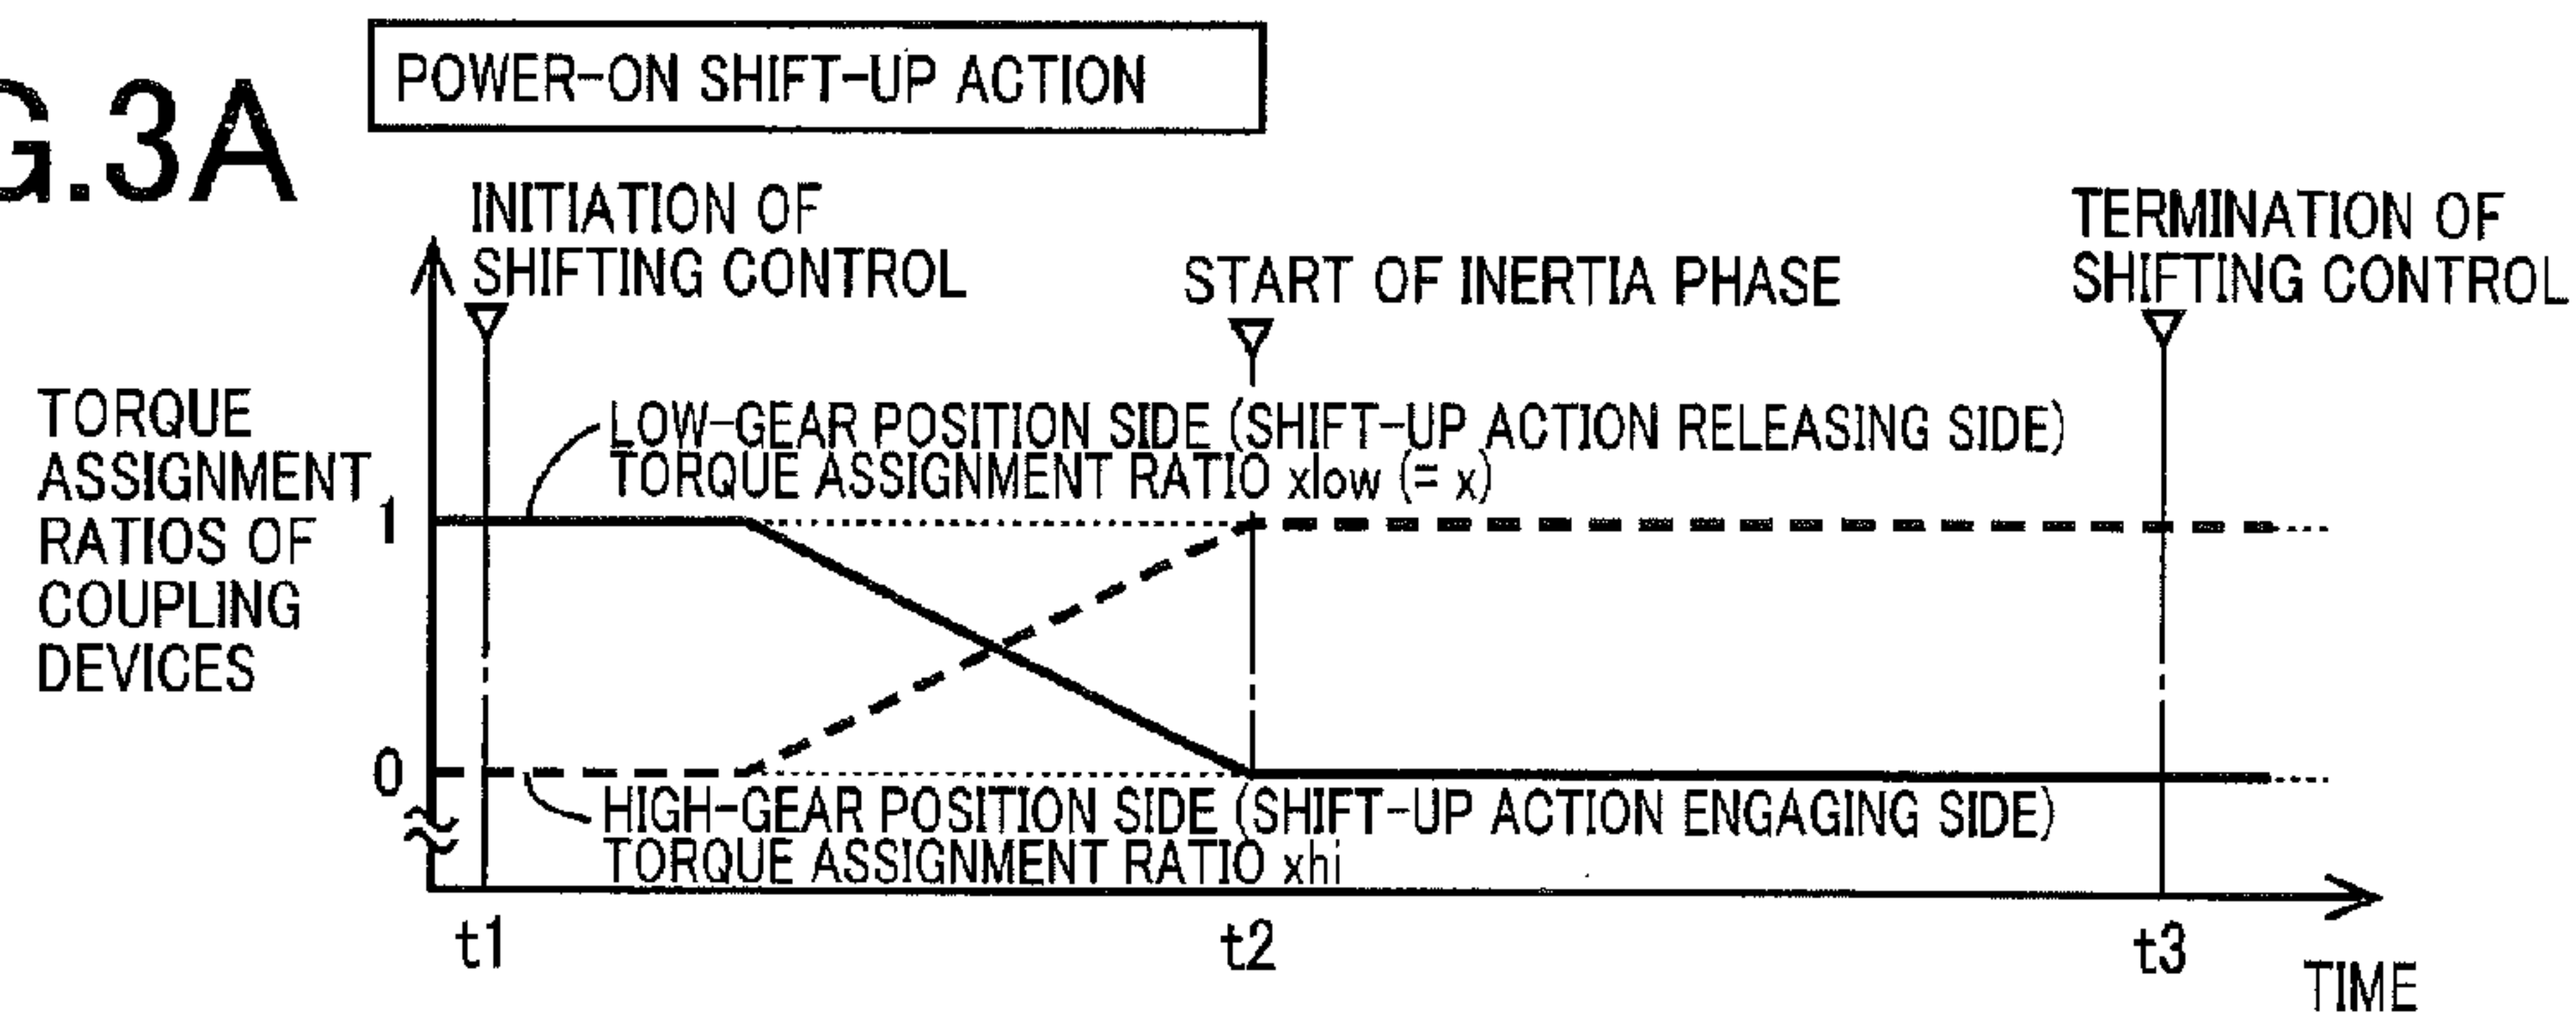 G.3A
POWER-ON SHIFT-UP ACTION
INITIATION OF
SHIFTING CONTROL
START OF INERTIA PHASE
TERMINATION OF
SHIFTING CONTROL
TORQUE
ASSIGNMENT
RATIOS OF
COUPLING
DEVICES
1
LOW-GEAR POSITION SIDE (SHIFT-UP ACTION RELEASING SIDE)
TORQUE ASSIGNMENT RATIO xlow (= x)
0
HIGH-GEAR POSITION SIDE (SHIFT-UP ACTION ENGAGING SIDE)
TORQUE ASSIGNMENT RATIO xhi
t1
t2
t3
TIME